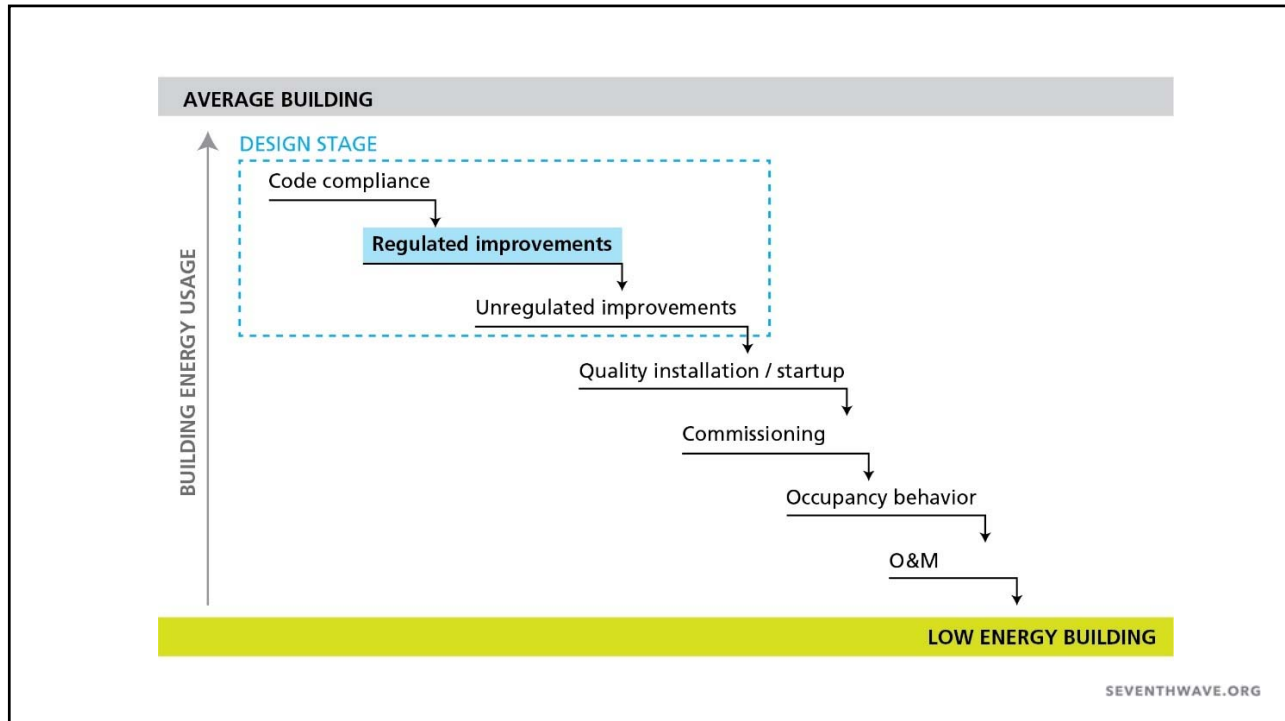 AVERAGE BUILDING
DESIGN STAGE
Code compliance
Regulated improvements
Unregulated improvements
Quality installation / startup
Commissioning
Occupancy behavior
O&M
BUILDING ENERGY USAGE
LOW ENERGY BUILDING
SEVENTHWAVE.ORG